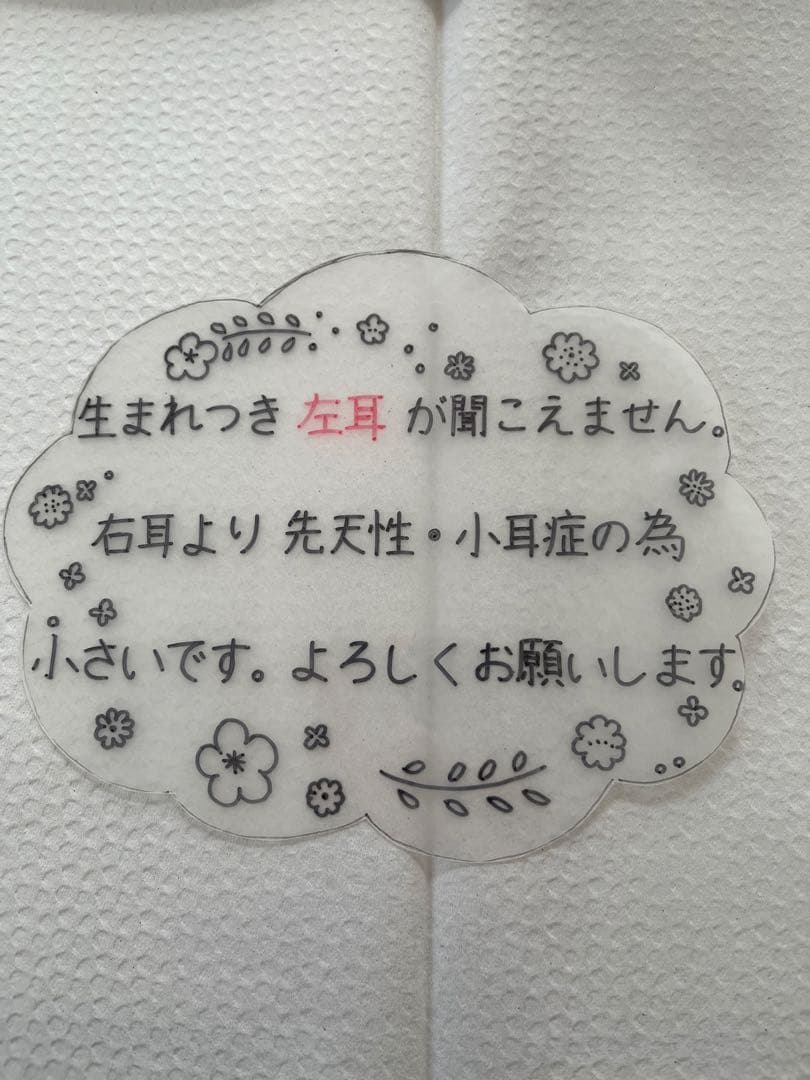 生まれつき 左耳 が聞こえません。
右耳より 先天性・小耳症の為
小さいです。よろしくお願いします。